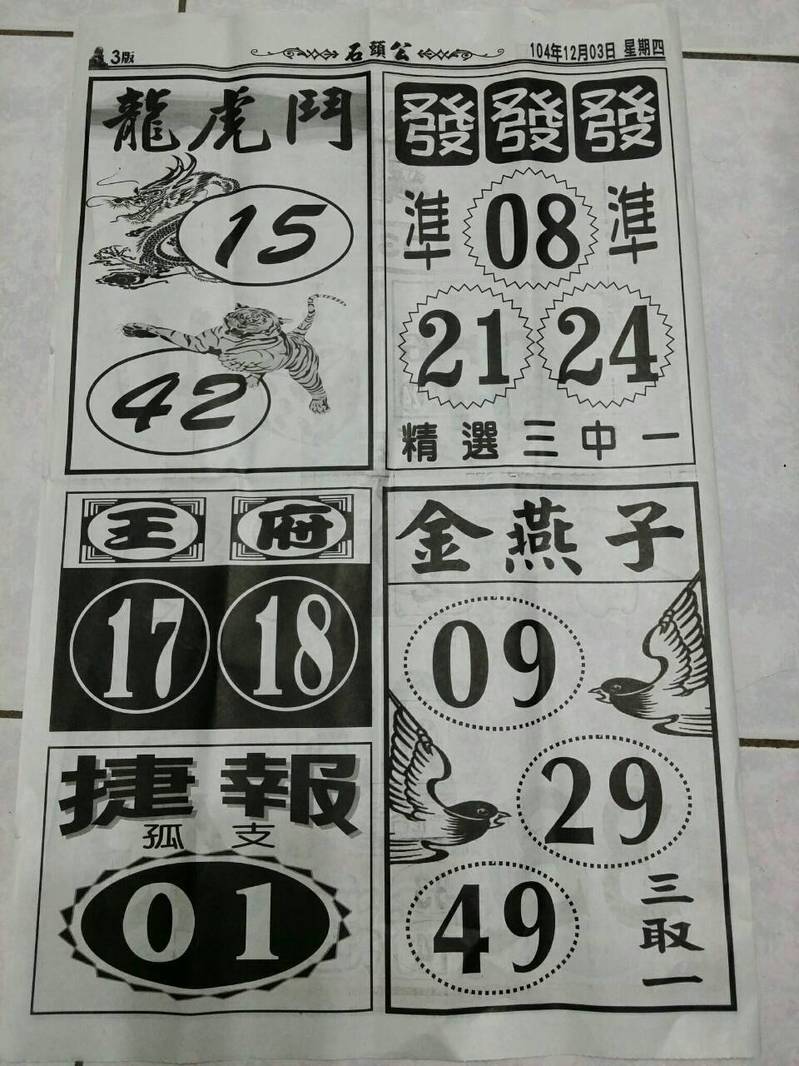 3版
石頭公
104年12月03日 星期四
龍虎鬥
15
42
發發發
準 08 準
21 24
精選三中一
王府
17 18
捷報
孤支
01
金燕子
09
29
49
三取一